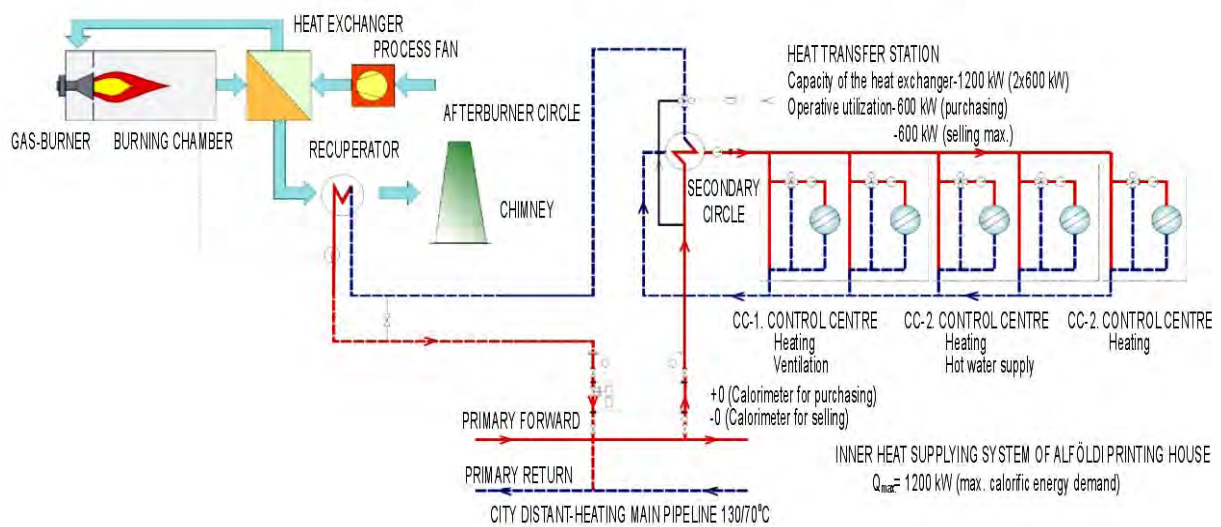 HEAT EXCHANGER
PROCESS FAN
GAS-BURNER
BURNING CHAMBER
RECUPERATOR
AFTERBURNER CIRCLE
CHIMNEY
HEAT TRANSFER STATION
Capacity of the heat exchanger-1200 kW (2x600 kW)
Operative utilization-600 kW (purchasing)
-600 kW (selling max.)
SECONDARY
CIRCLE
CC-1. CONTROL CENTRE
Heating
Ventilation
CC-2. CONTROL CENTRE
Heating
Hot water supply
CC-2. CONTROL CENTRE
Heating
+0 (Calorimeter for purchasing)
-0 (Calorimeter for selling)
PRIMARY FORWARD
PRIMARY RETURN
CITY DISTANT-HEATING MAIN PIPELINE 130/70°C
INNER HEAT SUPPLYING SYSTEM OF ALFÖLDI PRINTING HOUSE
Qmax= 1200 kW (max. calorific energy demand)